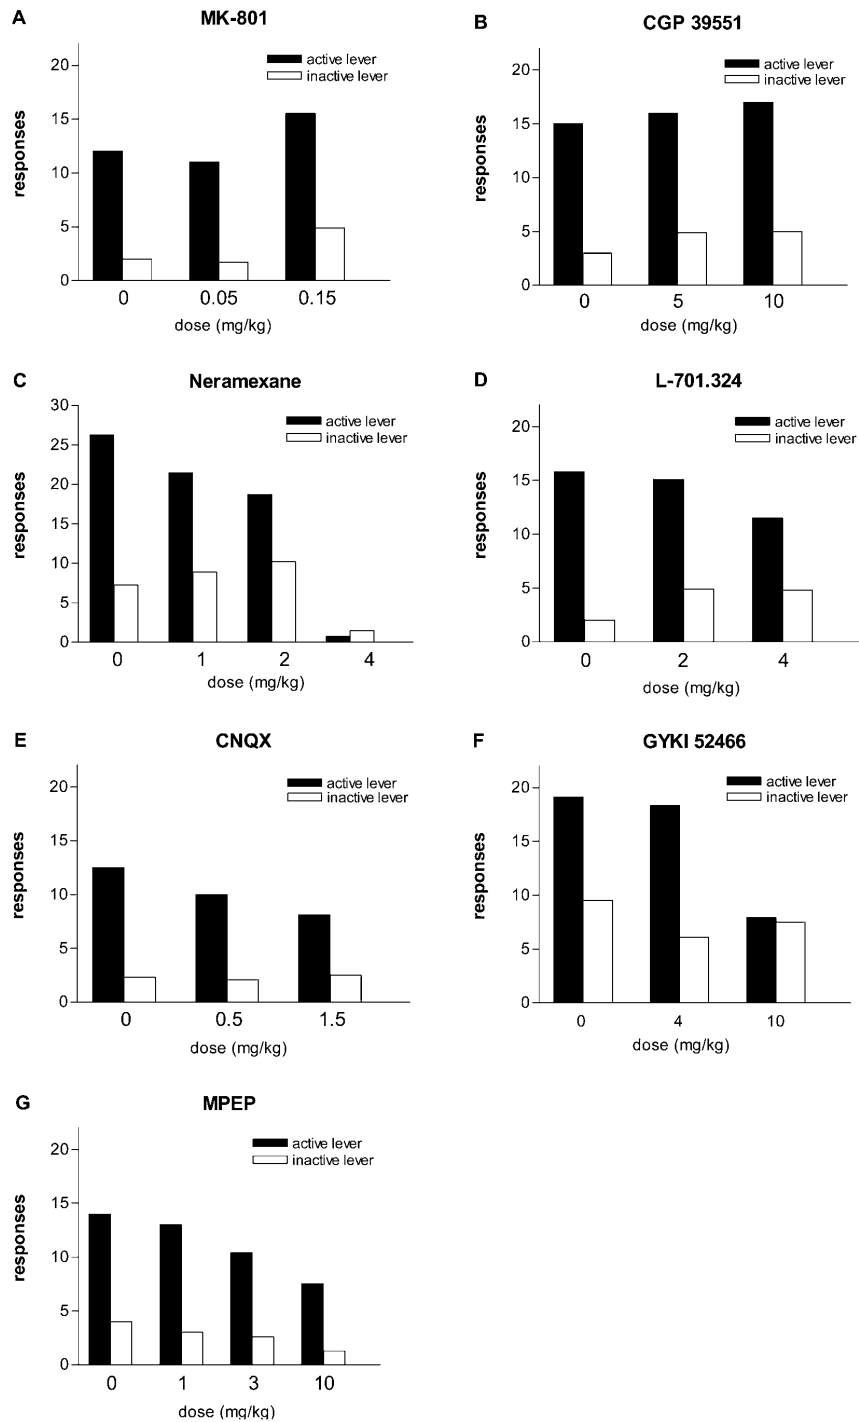 A
MK-801
20
15
10
5
0
responses
active lever
inactive lever
0 0.05 0.15
dose (mg/kg)
B
CGP 39551
20
15
10
5
0
responses
active lever
inactive lever
0 5 10
dose (mg/kg)
C
Neramexane
30
25
20
15
10
5
0
responses
active lever
inactive lever
0 1 2 4
dose (mg/kg)
D
L-701.324
20
15
10
5
0
responses
active lever
inactive lever
0 2 4
dose (mg/kg)
E
CNQX
20
15
10
5
0
responses
active lever
inactive lever
0 0.5 1.5
dose (mg/kg)
F
GYKI 52466
20
15
10
5
0
responses
active lever
inactive lever
0 4 10
dose (mg/kg)
G
MPEP
20
15
10
5
0
responses
active lever
inactive lever
0 1 3 10
dose (mg/kg)